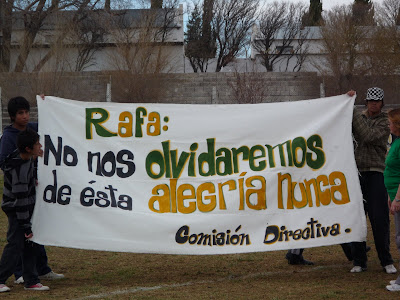 Rafa:
No nos olvidaremos
de ésta alegría nunca
Comisión Directiva.